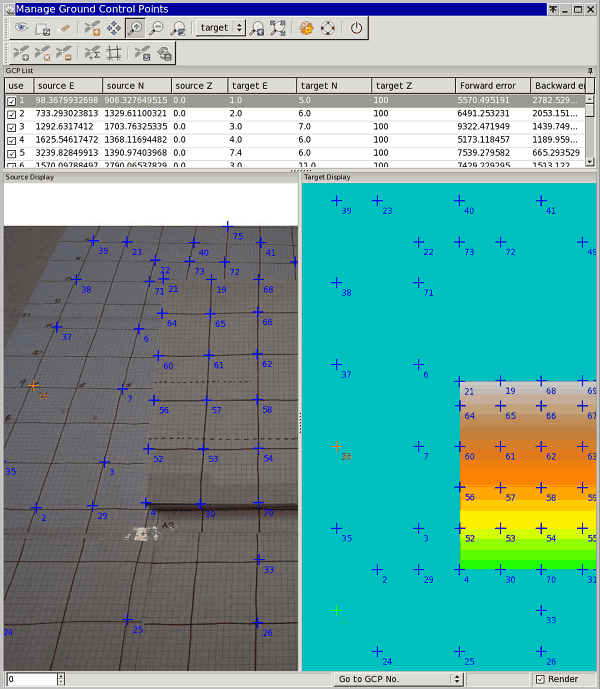 Manage Ground Control Points
target
GCP List
use source E source N source Z target E target N target Z Forward error Backward er
1 98.3679932698 906.327649515 0.0 1.0 5.0 100 5570.495191 2782.529...
2 733.293023813 1329.61100321 0.0 2.0 6.0 100 6491.253231 2053.151...
3 1292.6317412 1703.76325335 0.0 3.0 7.0 100 9322.471949 1439.749...
4 1625.54617472 1368.11694482 0.0 4.0 6.0 100 5173.118457 1189.959...
5 3239.82849913 1390.97403968 0.0 7.4 6.0 100 7539.279582 665.293529
6 1570.09788497 2790.06537829 0.0 3.0 11.0 100 7429.229295 1513.122
Source Display Target Display
75
39 23 40 41
22 73 72
38 71 21 19 68
64 65 66
37 6
60 61 62
7 56 57 58
52 53 54
35 3
2 29 70
33
24 25 26
39 23 40 41
22 73 72 49
38 71
37 6
21 19 68 69
64 65 66 67
7 60 61 62 63
56 57 58 59
35 3 52 53 54 55
2 29 4 30 70 31
33
24 25 26
0 Go to GCP No. Render